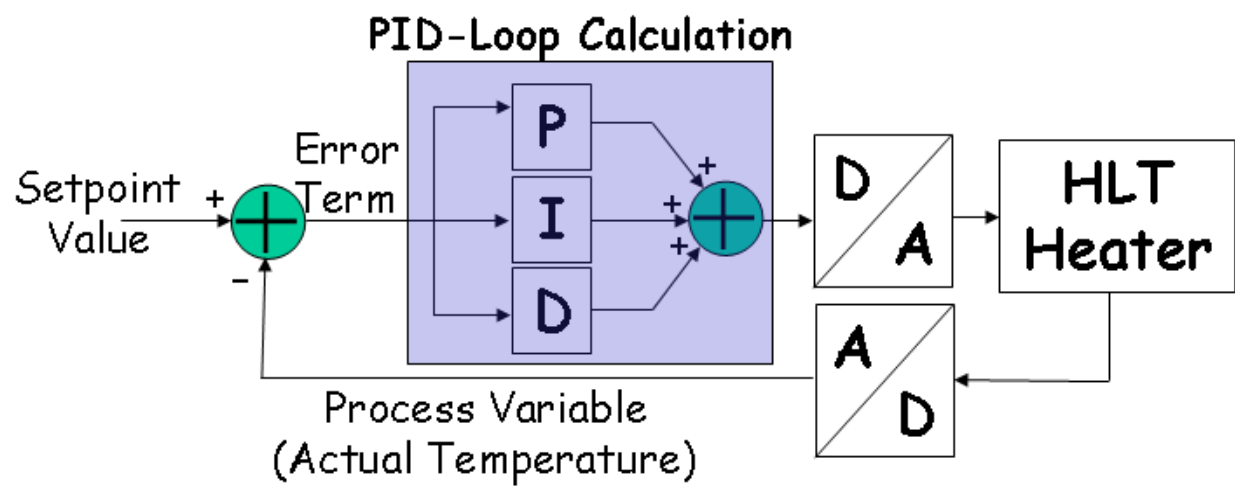 PID-Loop Calculation
P
Error
Term
Setpoint
Value
+
-
I
D
+
+
+
D
A
HLT
Heater
A
D
Process Variable
(Actual Temperature)